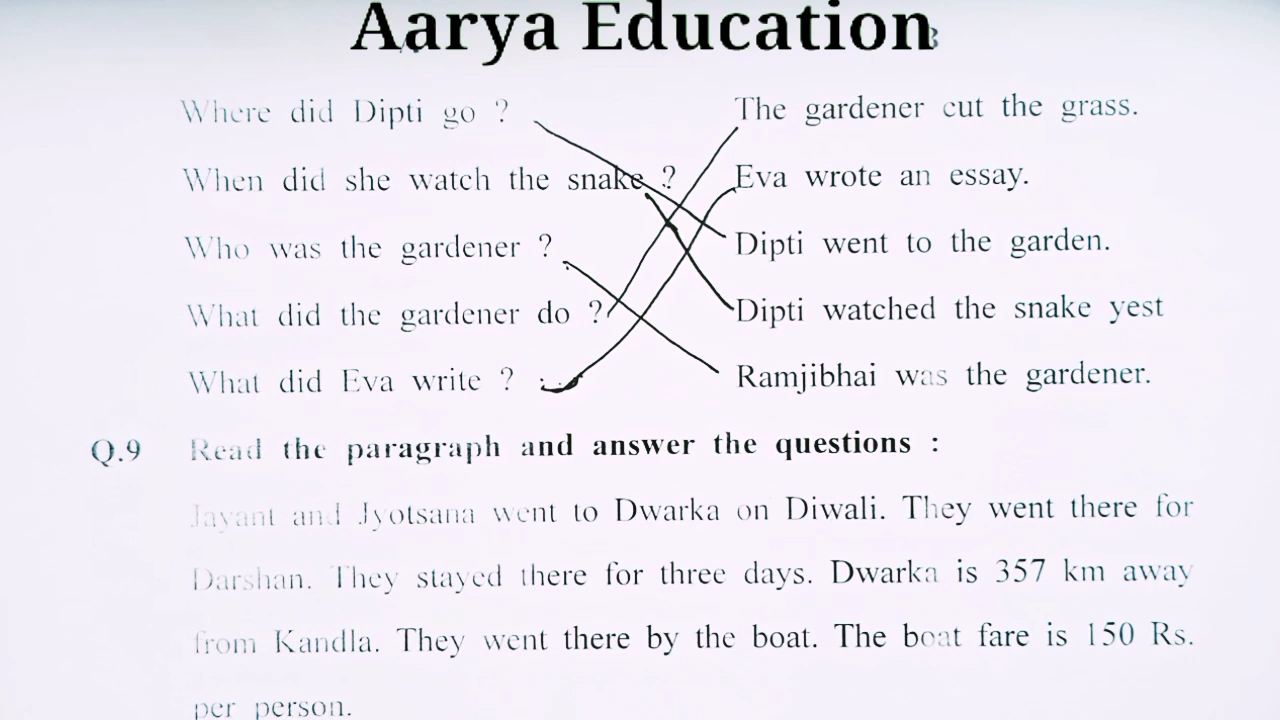 Aarya Education
Where did Dipti go ? The gardener cut the grass.
When did she watch the snake ? Eva wrote an essay.
Who was the gardener ? Dipti went to the garden.
What did the gardener do ? Dipti watched the snake yest
What did Eva write ? Ramjibhai was the gardener.
Q.9 Read the paragraph and answer the questions :
Jayant and Jyotsana went to Dwarka on Diwali. They went there for
Darshan. They stayed there for three days. Dwarka is 357 km away
from Kandla. They went there by the boat. The boat fare is 150 Rs.
per person.